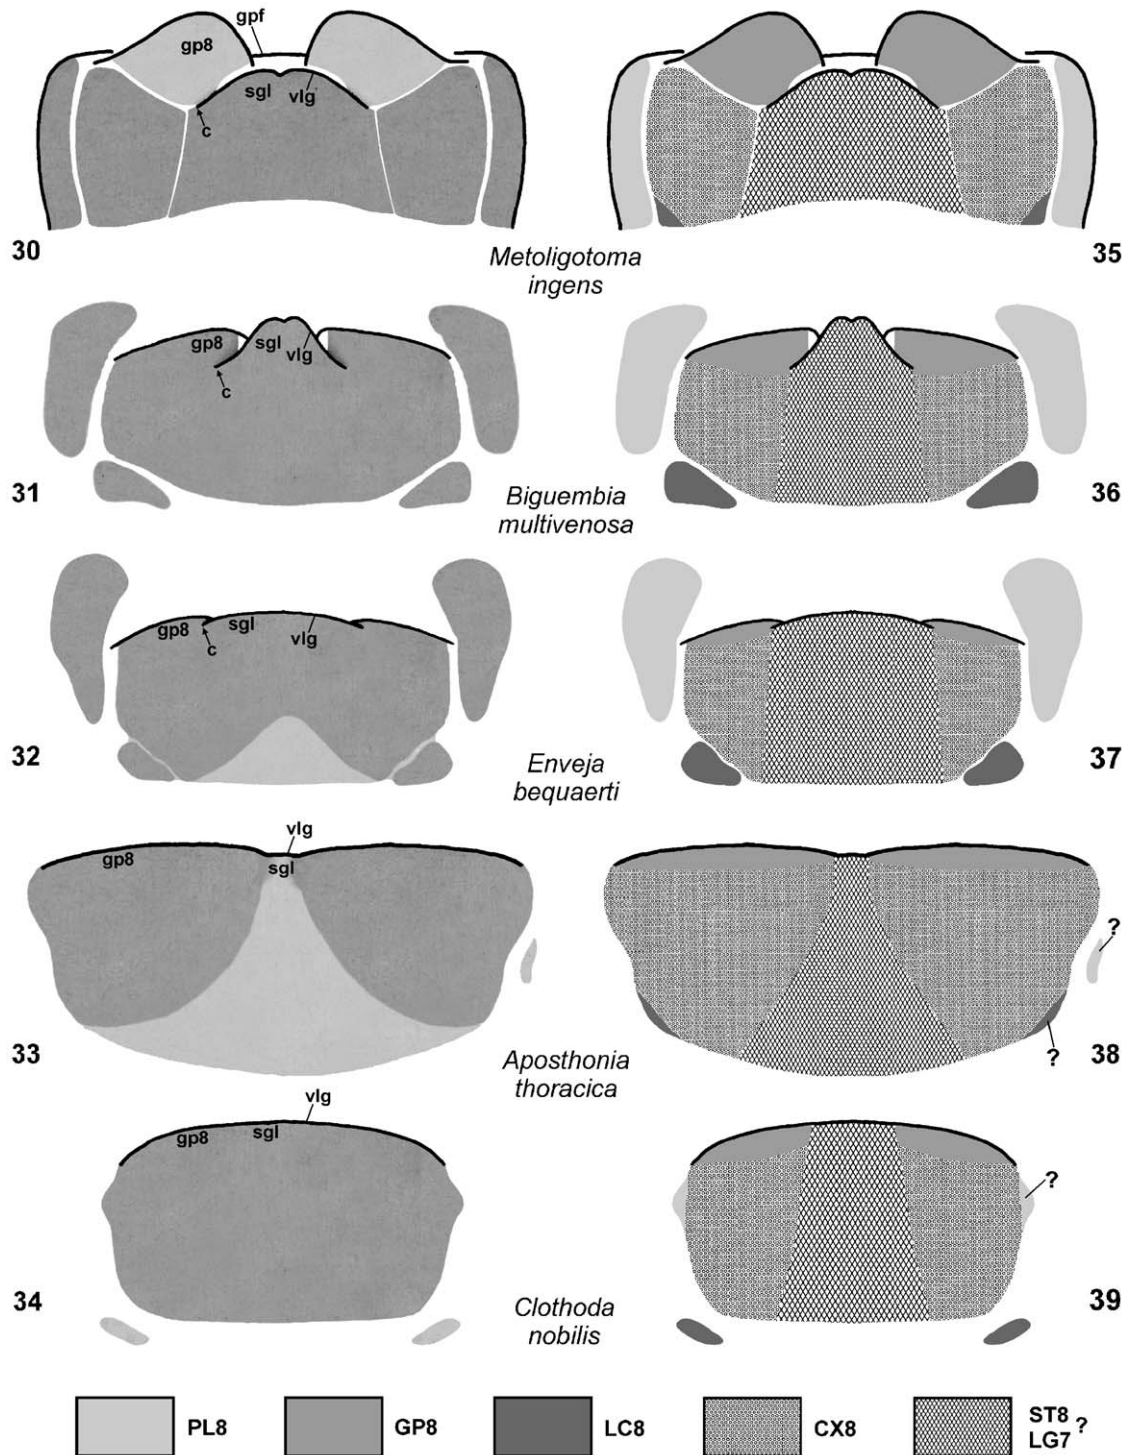 gpf
gp8
sgl
vlg
c
30
Metoligotoma
ingens
35
gp8
sgl
vlg
c
31
Biguembia
multivenosa
36
gp8
sgl
vlg
c
32
Enveja
bequaerti
37
vlg
gp8
sgl
?
33
Aposthonia
thoracica
?
38
vlg
gp8
sgl
?
34
Clothoda
nobilis
39
PL8
GP8
LC8
CX8
ST8
LG7 ?